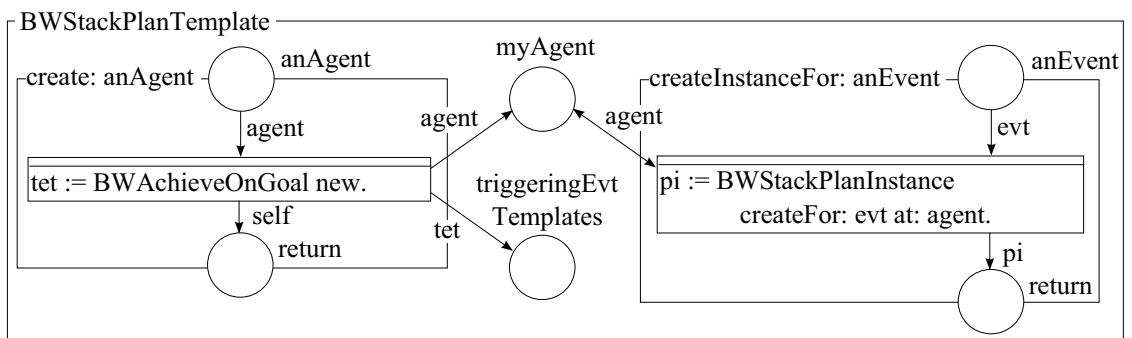 BWStackPlanTemplate
create: anAgent
anAgent
agent
tet := BWAchieveOnGoal new.
self
return
agent
tet
myAgent
triggeringEvt
Templates
agent
createInstanceFor: anEvent
anEvent
evt
pi := BWStackPlanInstance
createFor: evt at: agent.
pi
return